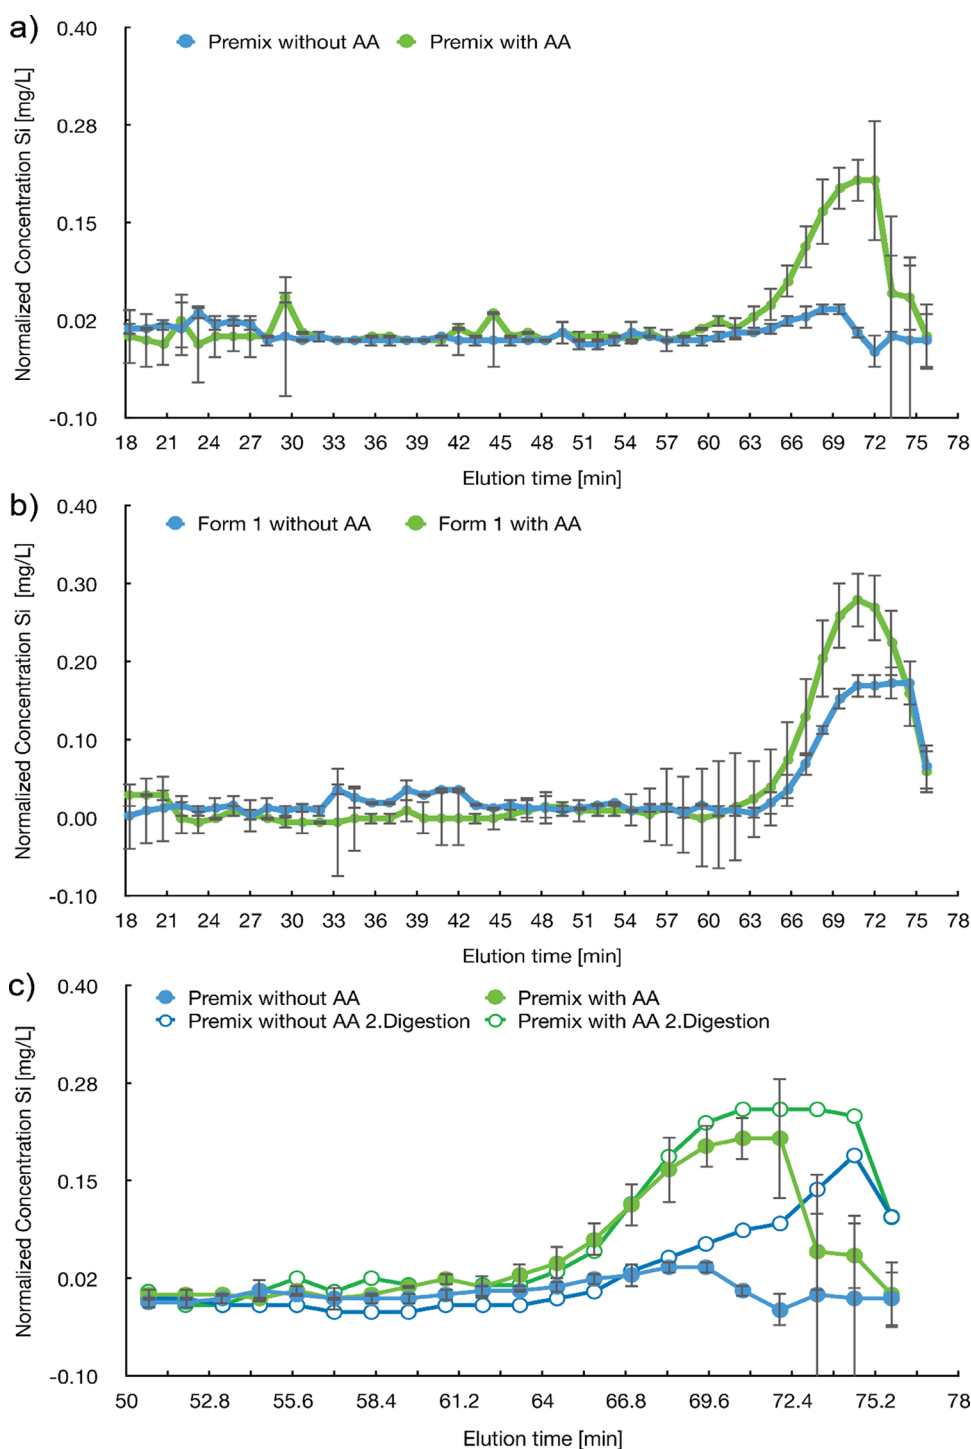 a)
Normalized Concentration Si [mg/L]
0.40
0.28
0.15
0.02
-0.10
Premix without AA Premix with AA
18 21 24 27 30 33 36 39 42 45 48 51 54 57 60 63 66 69 72 75 78
Elution time [min]
b)
Normalized Concentration Si [mg/L]
0.40
0.30
0.20
0.10
0.00
-0.10
Form 1 without AA Form 1 with AA
18 21 24 27 30 33 36 39 42 45 48 51 54 57 60 63 66 69 72 75 78
Elution time [min]
c)
Normalized Concentration Si [mg/L]
0.40
0.28
0.15
0.02
-0.10
Premix without AA Premix with AA
Premix without AA 2.Digestion Premix with AA 2.Digestion
50 52.8 55.6 58.4 61.2 64 66.8 69.6 72.4 75.2 78
Elution time [min]